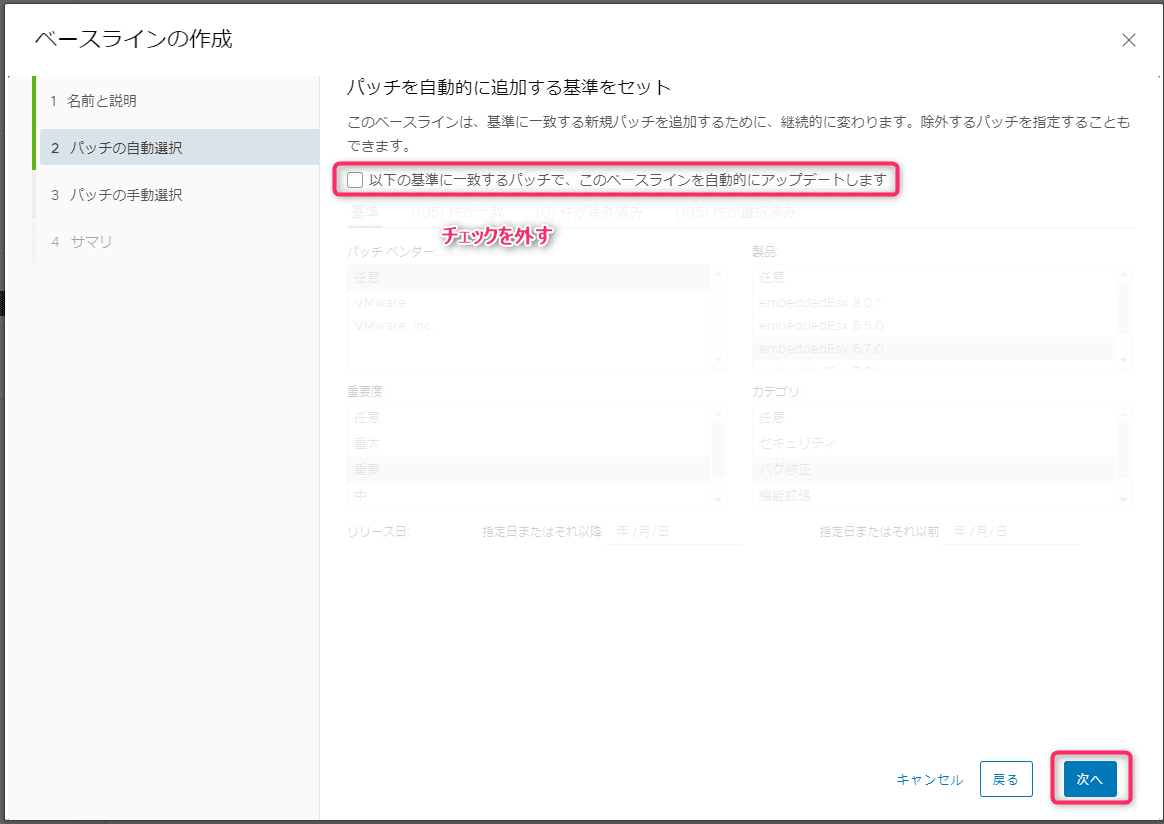 ベースラインの作成
1 名前と説明
2 パッチの自動選択
3 パッチの手動選択
4 サマリ
パッチを自動的に追加する基準をセット
このベースラインは、基準に一致する新規パッチを追加するために、継続的に変わります。除外するパッチを指定することも
できます。
以下の基準に一致するパッチで、このベースラインを自動的にアップデートします
基準 (105) 件が一致 (0) 件が除外済み (105) 件が選択済み
チェックを外す
パッチ ベンダー:
任意
VMware
VMware, Inc.
製品:
任意
embeddedEsx 8.0.*
embeddedEsx 6.5.0
embeddedEsx 6.7.0
重要度:
任意
重大
重要
中
カテゴリ:
任意
セキュリティ
バグ修正
機能拡張
リリース日: 指定日またはそれ以降 年 /月/日 指定日またはそれ以前 年 /月/日
キャンセル 戻る 次へ